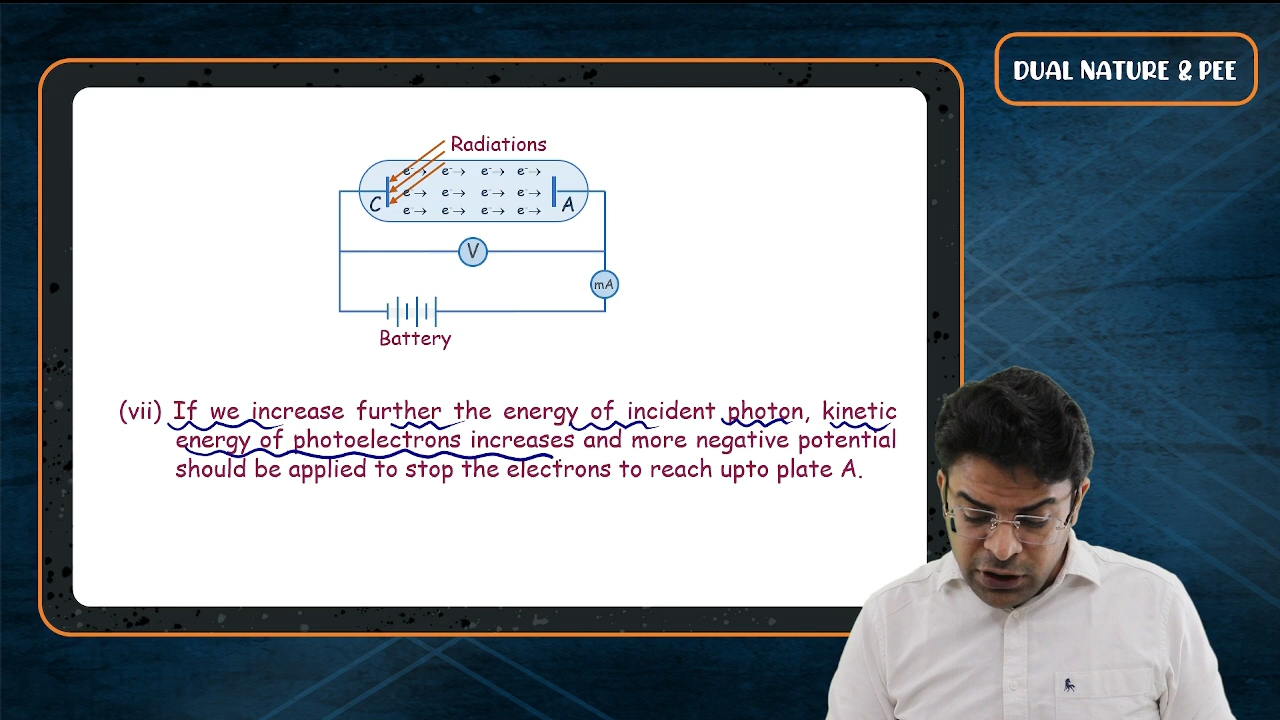 DUAL NATURE & PEE
Radiations
e⁻→ e⁻→ e⁻→ e⁻→
e⁻→ e⁻→ e⁻→ e⁻→
C A
e⁻→ e⁻→ e⁻→ e⁻→
V
mA
Battery
(vii) If we increase further the energy of incident photon, kinetic
energy of photoelectrons increases and more negative potential
should be applied to stop the electrons to reach upto plate A.